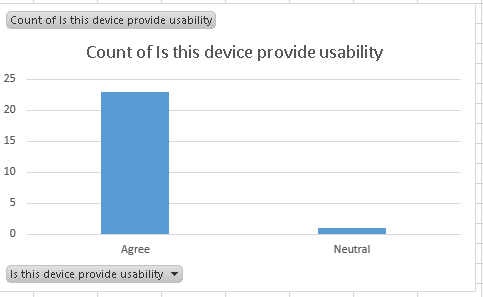 Count of Is this device provide usability
Count of Is this device provide usability
25
20
15
10
5
0
Agree Neutral
Is this device provide usability